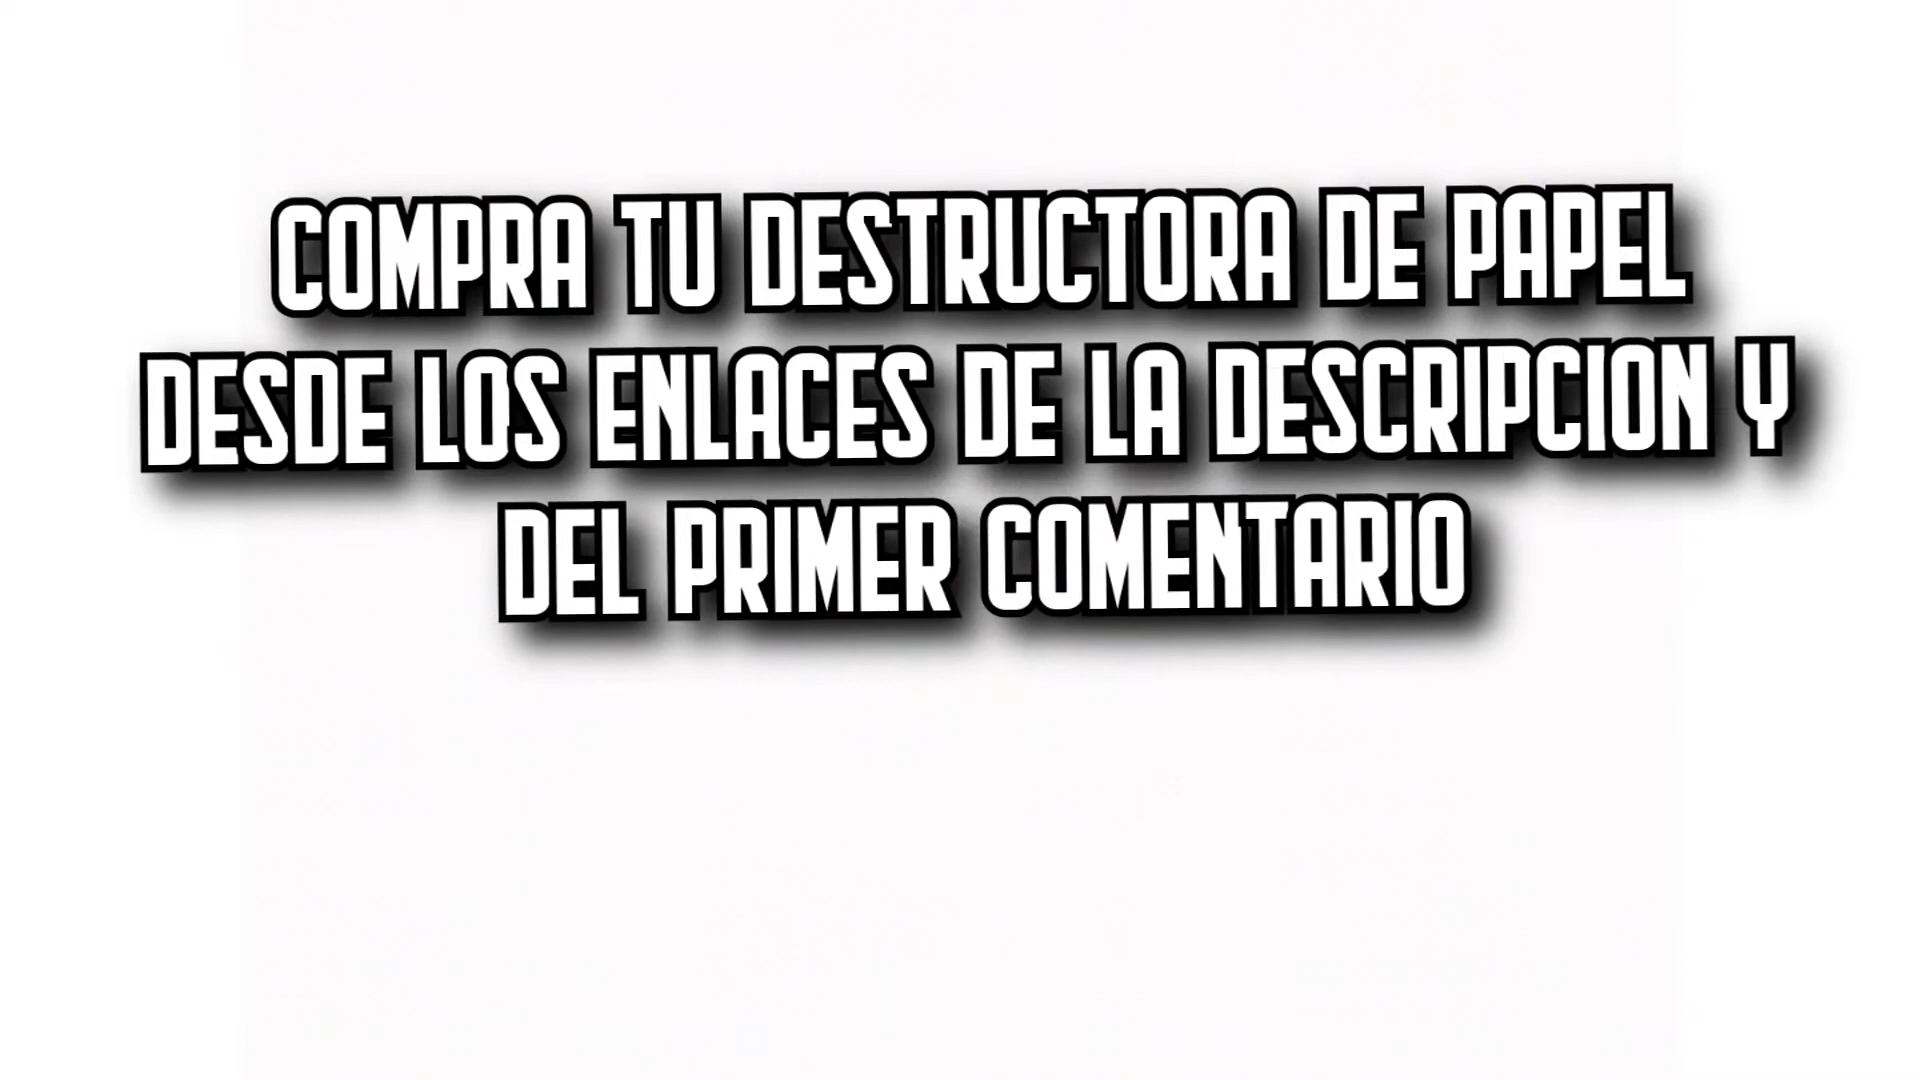 COMPRA TU DESTRUCTORA DE PAPEL
DESDE LOS ENLACES DE LA DESCRIPCION Y
DEL PRIMER COMENTARIO